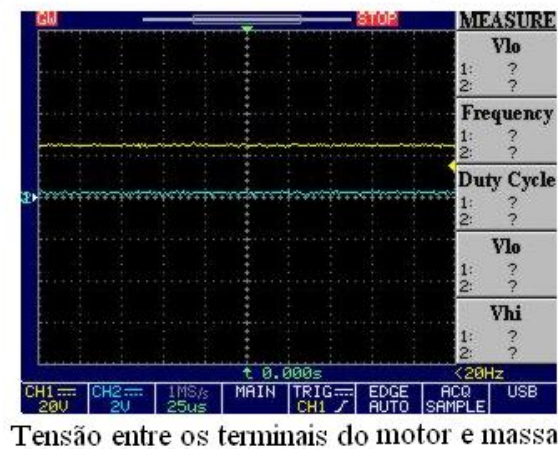 GW STOP MEASURE
Vlo
1: ?
2: ?
Frequency
1: ?
2: ?
Duty Cycle
1: ?
2: ?
Vlo
1: ?
2: ?
Vhi
1: ?
2: ?
0.000s <20Hz
CH1 CH2 1MS/s MAIN TRIG EDGE ACQ USB
20V 2V 25us CH1 AUTO SAMPLE
Tensão entre os terminais do motor e massa